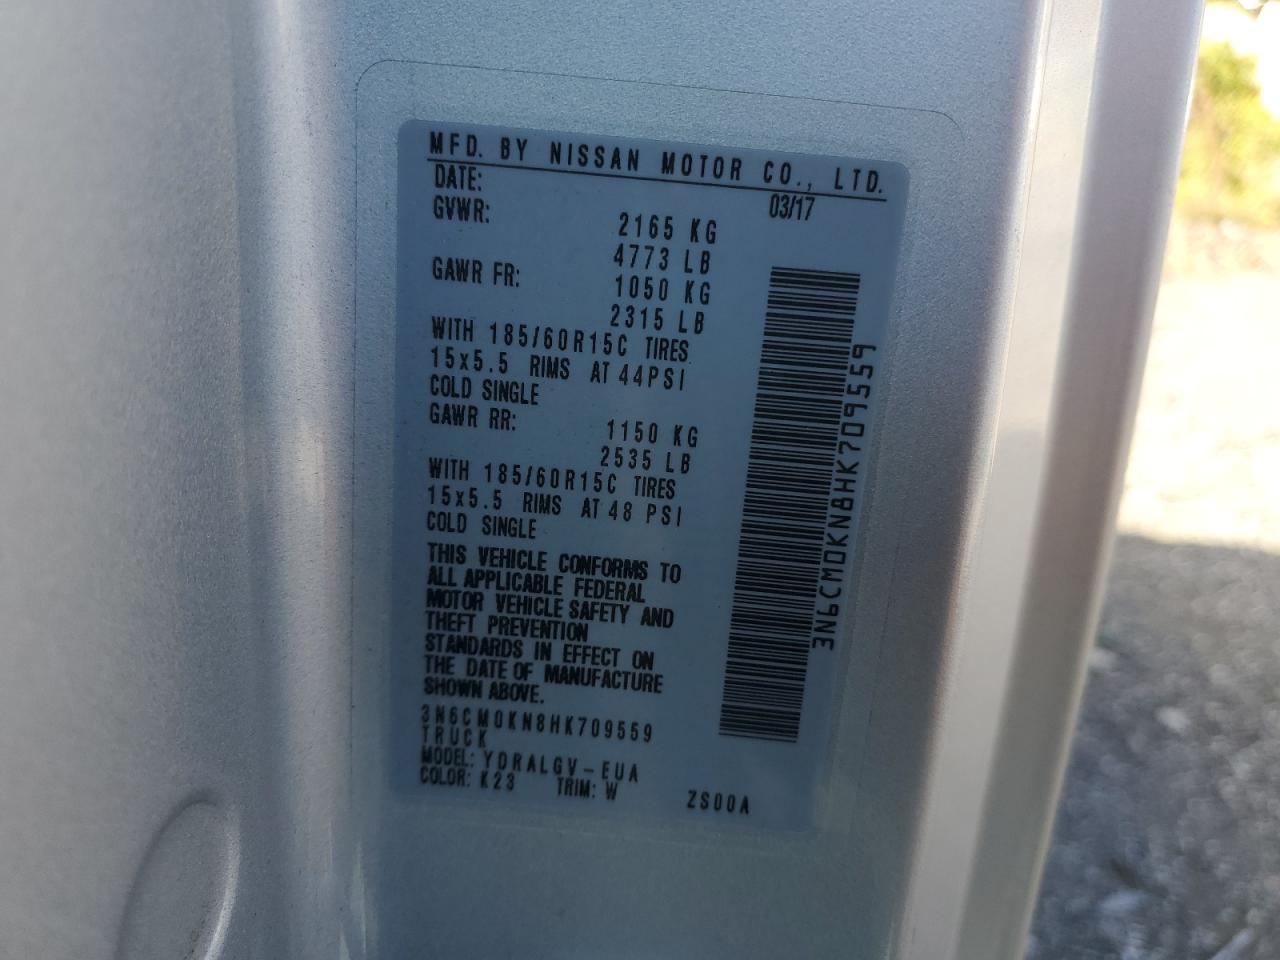 MFD. BY NISSAN MOTOR CO., LTD.
DATE: 03/17
GVWR: 2165 KG
4773 LB
GAWR FR: 1050 KG
2315 LB
WITH 185/60R15C TIRES
15x5.5 RIMS AT 44PSI
COLD SINGLE
GAWR RR: 1150 KG
2535 LB
WITH 185/60R15C TIRES
15x5.5 RIMS AT 48 PSI
COLD SINGLE
THIS VEHICLE CONFORMS TO
ALL APPLICABLE FEDERAL
MOTOR VEHICLE SAFETY AND
THEFT PREVENTION
STANDARDS IN EFFECT ON
THE DATE OF MANUFACTURE
SHOWN ABOVE.
3N6CM0KN8HK709559
TRUCK
MODEL: YDRALGV-EUA
COLOR: K23 TRIM: W ZS00A
3N6CM0KN8HK709559